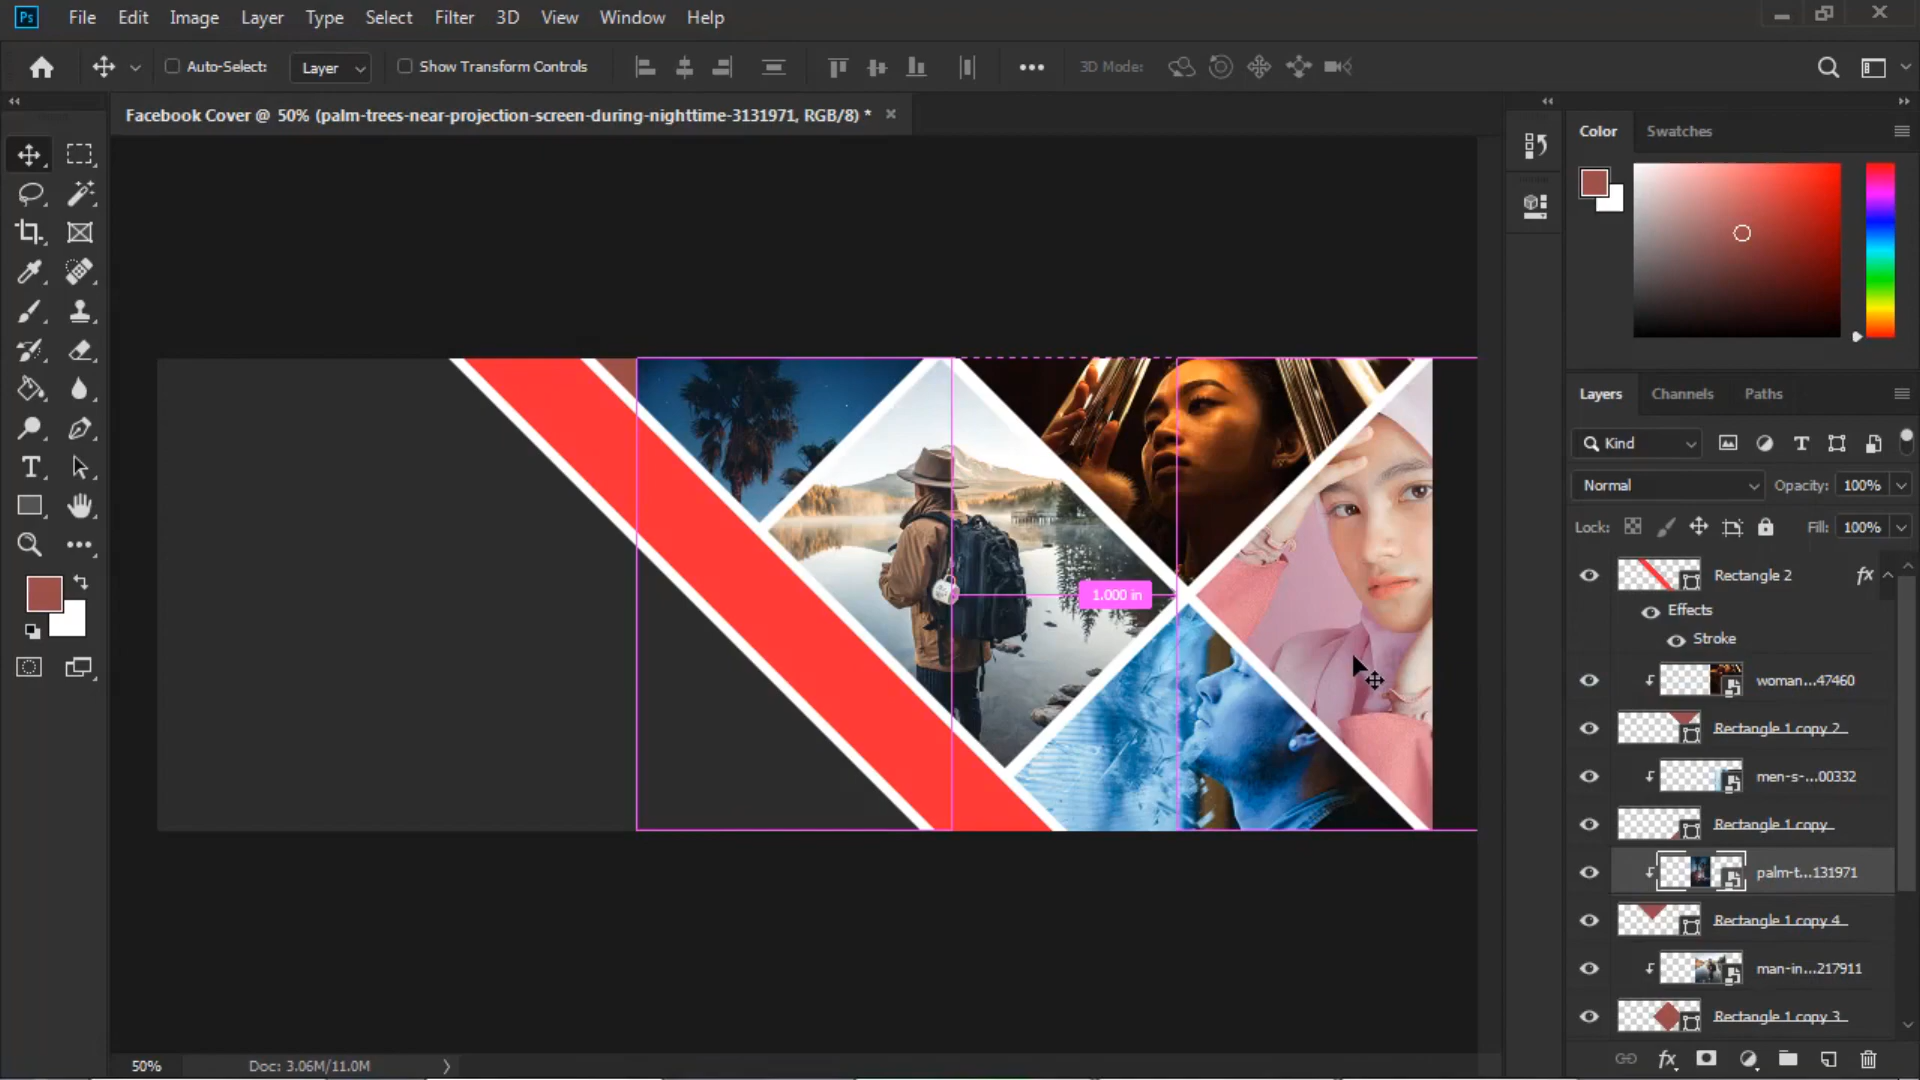 Ps File Edit Image Layer Type Select Filter 3D View Window Help
Auto-Select: Layer Show Transform Controls 3D Mode:
Facebook Cover @ 50% (palm-trees-near-projection-screen-during-nighttime-3131971, RGB/8) *
Color Swatches
Layers Channels Paths
Kind
Normal Opacity: 100%
Lock: Fill: 100%
Rectangle 2 fx
Effects
Stroke
woman...47460
Rectangle 1 copy 2
men-s-...00332
Rectangle 1 copy
palm-t...131971
Rectangle 1 copy 4
man-in...217911
Rectangle 1 copy 3
1.000 in
50% Doc: 3.06M/11.0M
fx